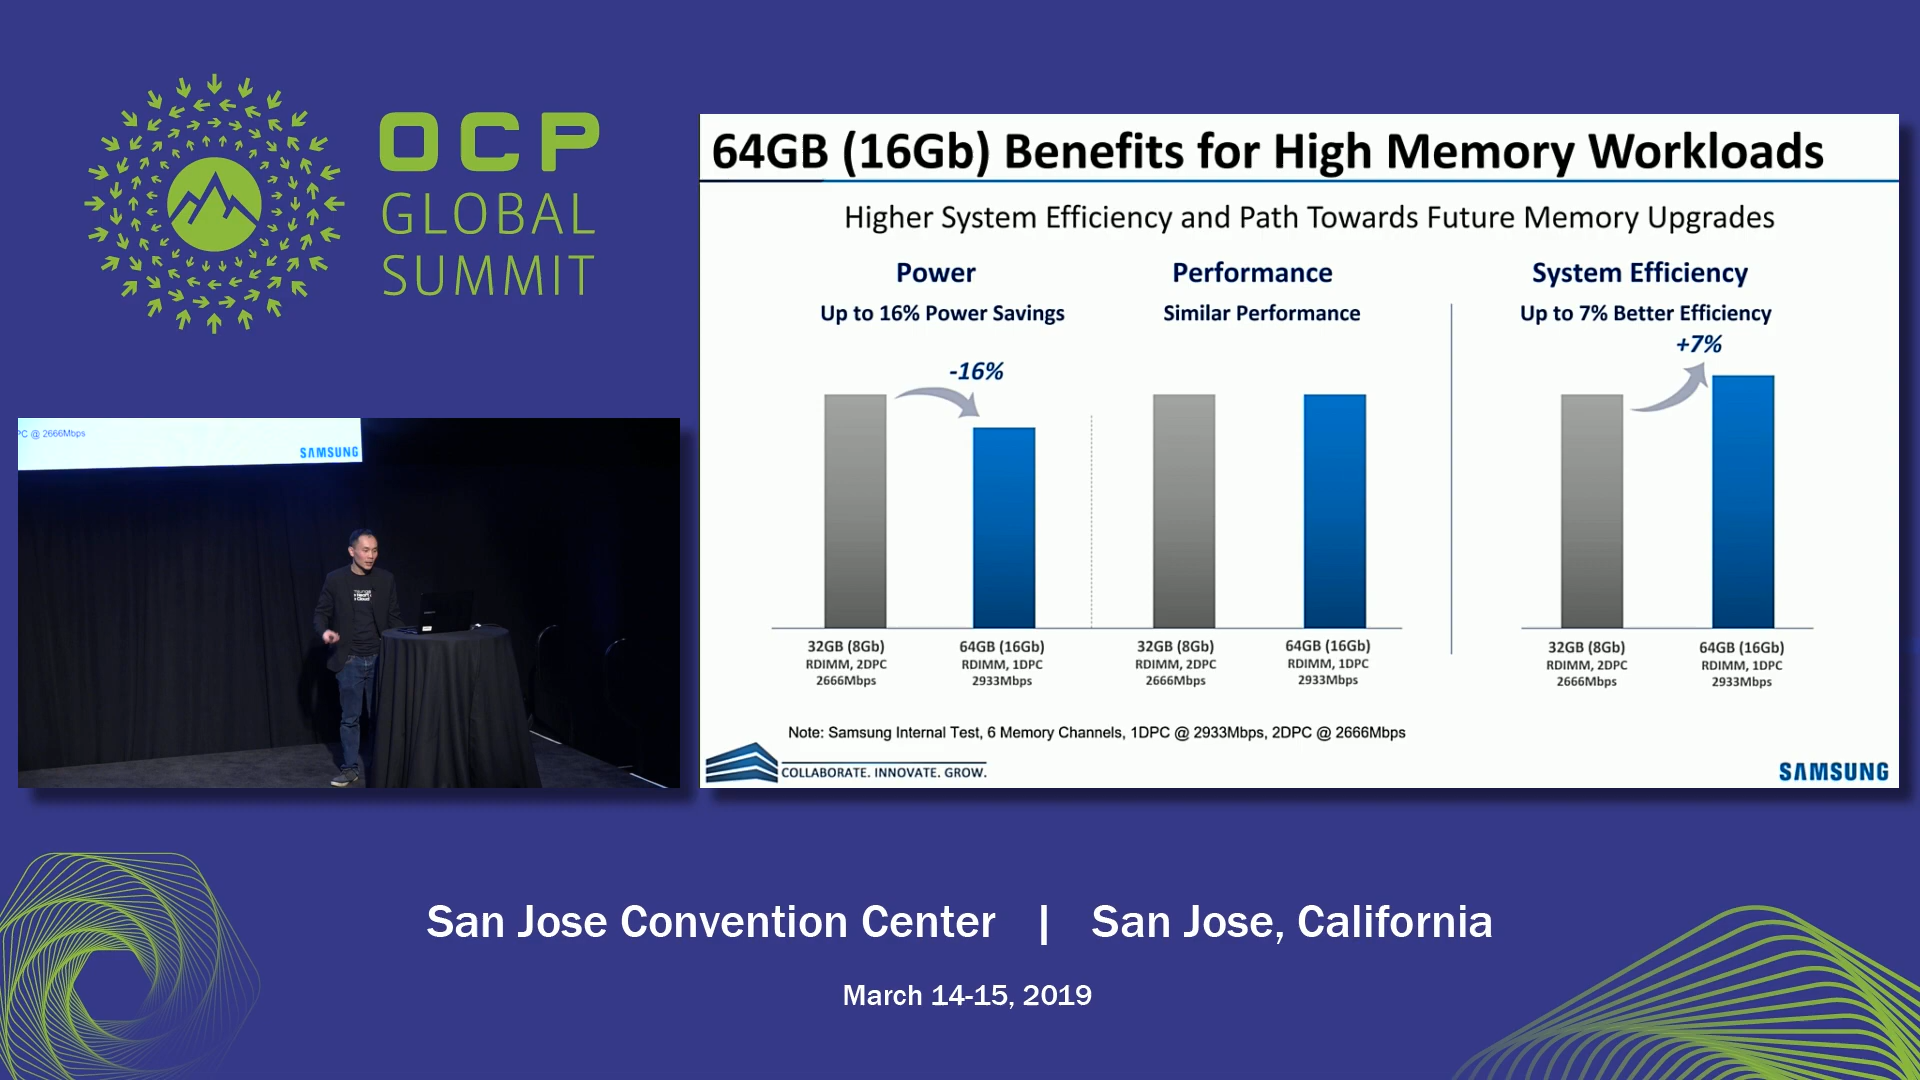 OCP
GLOBAL
SUMMIT
PC @ 2666Mbps
SAMSUNG
64GB (16Gb) Benefits for High Memory Workloads
Higher System Efficiency and Path Towards Future Memory Upgrades
Power
Up to 16% Power Savings
-16%
32GB (8Gb)
RDIMM, 2DPC
2666Mbps
64GB (16Gb)
RDIMM, 1DPC
2933Mbps
Performance
Similar Performance
32GB (8Gb)
RDIMM, 2DPC
2666Mbps
64GB (16Gb)
RDIMM, 1DPC
2933Mbps
System Efficiency
Up to 7% Better Efficiency
+7%
32GB (8Gb)
RDIMM, 2DPC
2666Mbps
64GB (16Gb)
RDIMM, 1DPC
2933Mbps
Note: Samsung Internal Test, 6 Memory Channels, 1DPC @ 2933Mbps, 2DPC @ 2666Mbps
COLLABORATE. INNOVATE. GROW.
SAMSUNG
San Jose Convention Center | San Jose, California
March 14-15, 2019